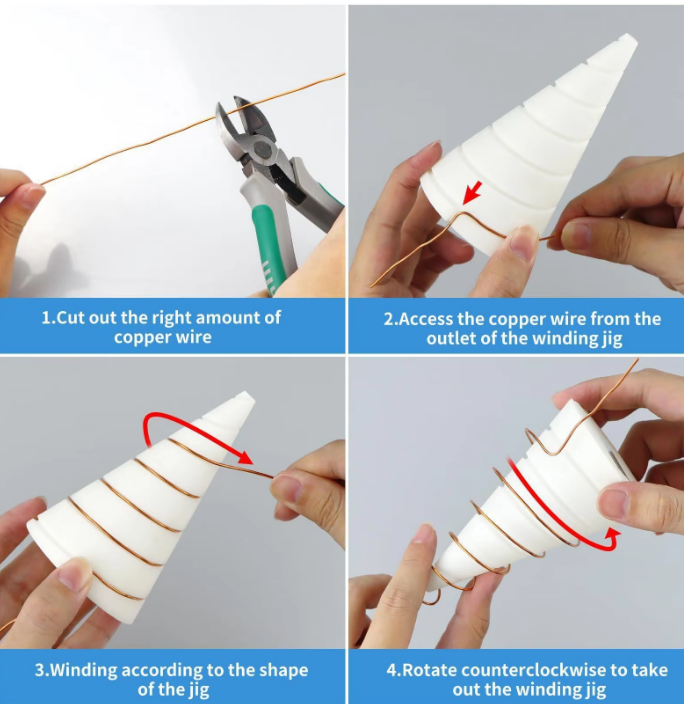 1.Cut out the right amount of
copper wire
2.Access the copper wire from the
outlet of the winding jig
3.Winding according to the shape
of the jig
4.Rotate counterclockwise to take
out the winding jig